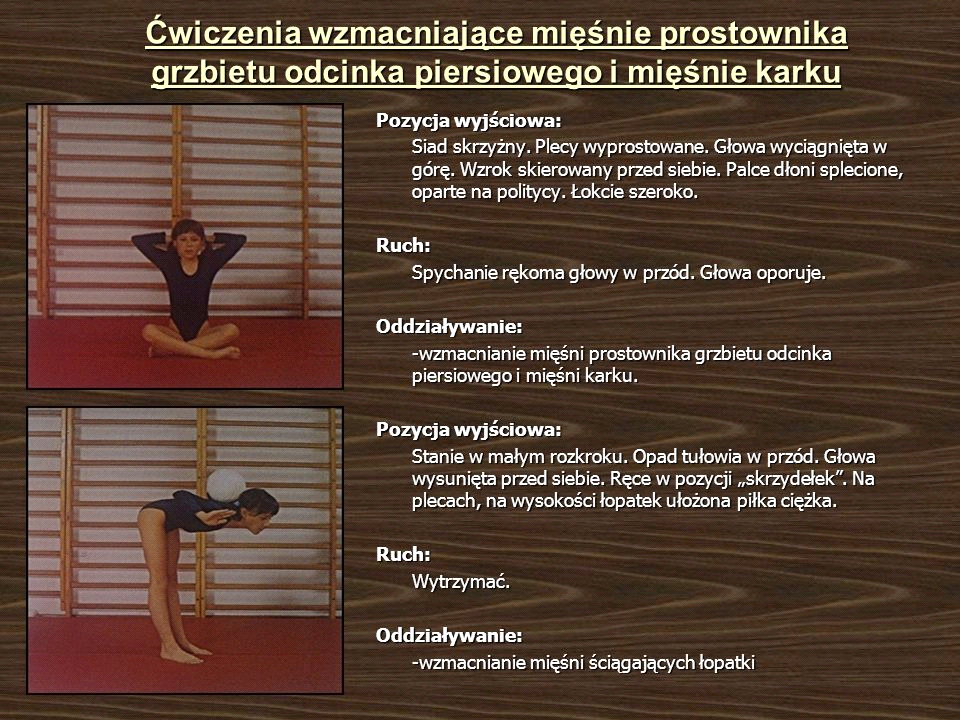 Ćwiczenia wzmacniające mięśnie prostownika
grzbietu odcinka piersiowego i mięśnie karku
Pozycja wyjściowa:
Siad skrzyżny. Plecy wyprostowane. Głowa wyciągnięta w
górę. Wzrok skierowany przed siebie. Palce dłoni splecione,
oparte na politycy. Łokcie szeroko.
Ruch:
Spychanie rękoma głowy w przód. Głowa oporuje.
Oddziaływanie:
-wzmacnianie mięśni prostownika grzbietu odcinka
piersiowego i mięśni karku.
Pozycja wyjściowa:
Stanie w małym rozkroku. Opad tułowia w przód. Głowa
wysunięta przed siebie. Ręce w pozycji „skrzydełek”. Na
plecach, na wysokości łopatek ułożona piłka ciężka.
Ruch:
Wytrzymać.
Oddziaływanie:
-wzmacnianie mięśni ściągających łopatki